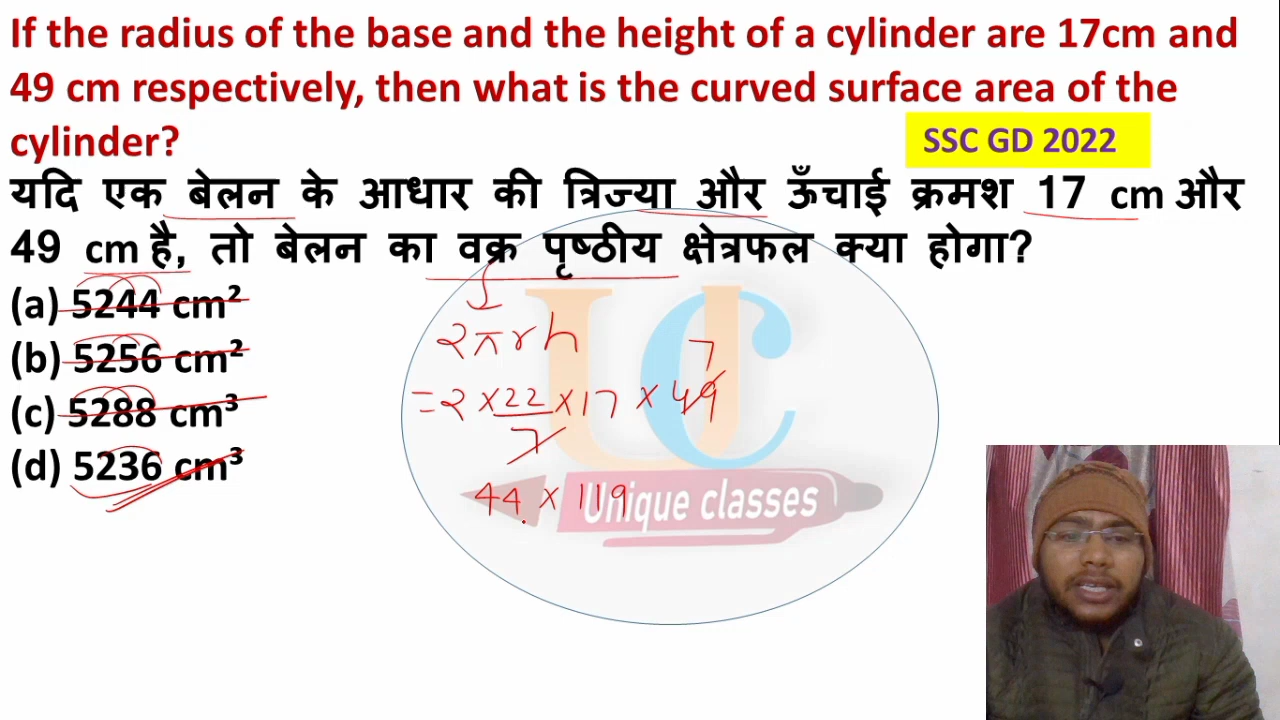 If the radius of the base and the height of a cylinder are 17cm and
49 cm respectively, then what is the curved surface area of the
cylinder?
SSC GD 2022
यदि एक बेलन के आधार की त्रिज्या और ऊँचाई क्रमश 17 cm और
49 cm है, तो बेलन का वक्र पृष्ठीय क्षेत्रफल क्या होगा?
(a) 5244 cm²
(b) 5256 cm²
(c) 5288 cm³
(d) 5236 cm³
UC
2πrh
7
= 2 × 22/7 × 17 × 49
44 × 119
Unique classes